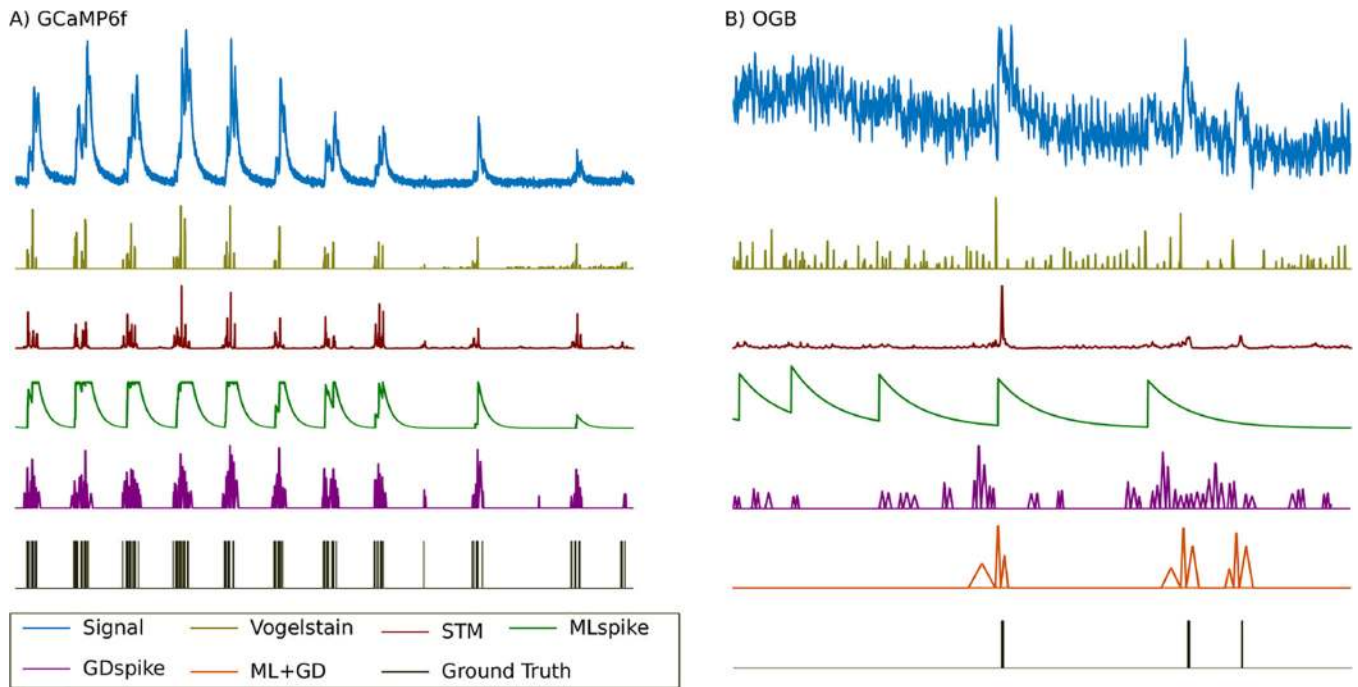 A) GCaMP6f
B) OGB
Signal
Vogelstain
STM
MLspike
GDspike
ML+GD
Ground Truth